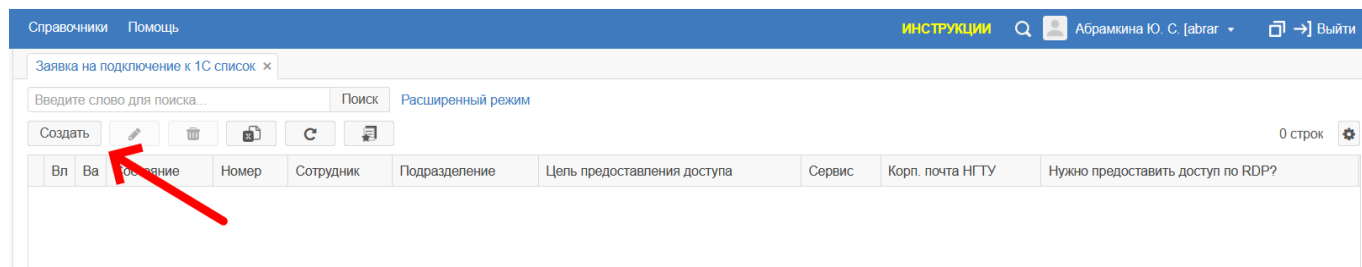 Справочники Помощь ИНСТРУКЦИИ Абрамкина Ю. С. [abrar Выйти
Заявка на подключение к 1С список ×
Введите слово для поиска... Поиск Расширенный режим
Создать 0 строк
Вл Ва Состояние Номер Сотрудник Подразделение Цель предоставления доступа Сервис Корп. почта НГТУ Нужно предоставить доступ по RDP?